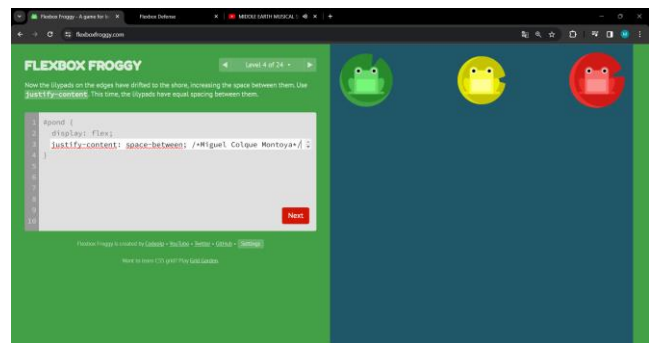 Flexbox Froggy - A game for le
Flexbox Defense
MIDDLE EARTH MUSICAL |
flexboxfroggy.com
FLEXBOX FROGGY
Level 4 of 24
Now the lilypads on the edges have drifted to the shore, increasing the space between them. Use
justify-content. This time, the lilypads have equal spacing between them.
1 #pond {
2 display: flex;
3 justify-content: space-between; /*Miguel Colque Montoya*/
4 }
5
6
7
8
9
10
Next
Flexbox Froggy is created by Codepip • YouTube • Twitter • GitHub • Settings
Want to learn CSS grid? Play Grid Garden.